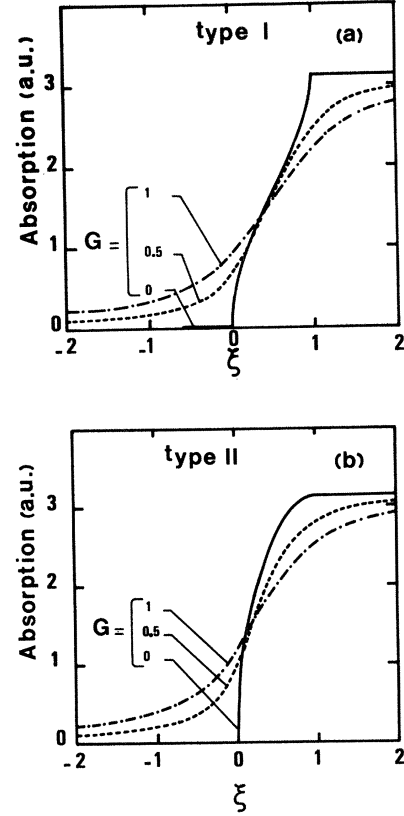 type I (a)
3
2
1
0
Absorption (a.u.)
G =
1
0.5
0
-2 -1 0 1 2
ξ
type II (b)
3
2
1
0
Absorption (a.u.)
G =
1
0.5
0
-2 -1 0 1 2
ξ